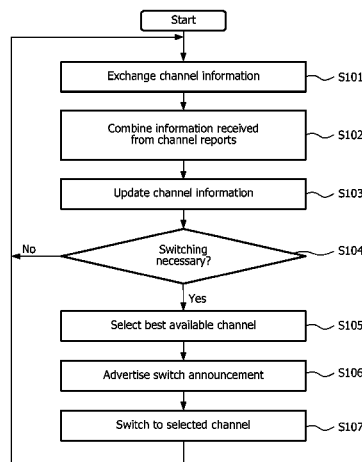 Start
Exchange channel information
S101
Combine information received
from channel reports
S102
Update channel information
S103
No
Switching
necessary?
S104
Yes
Select best available channel
S105
Advertise switch announcement
S106
Switch to selected channel
S107